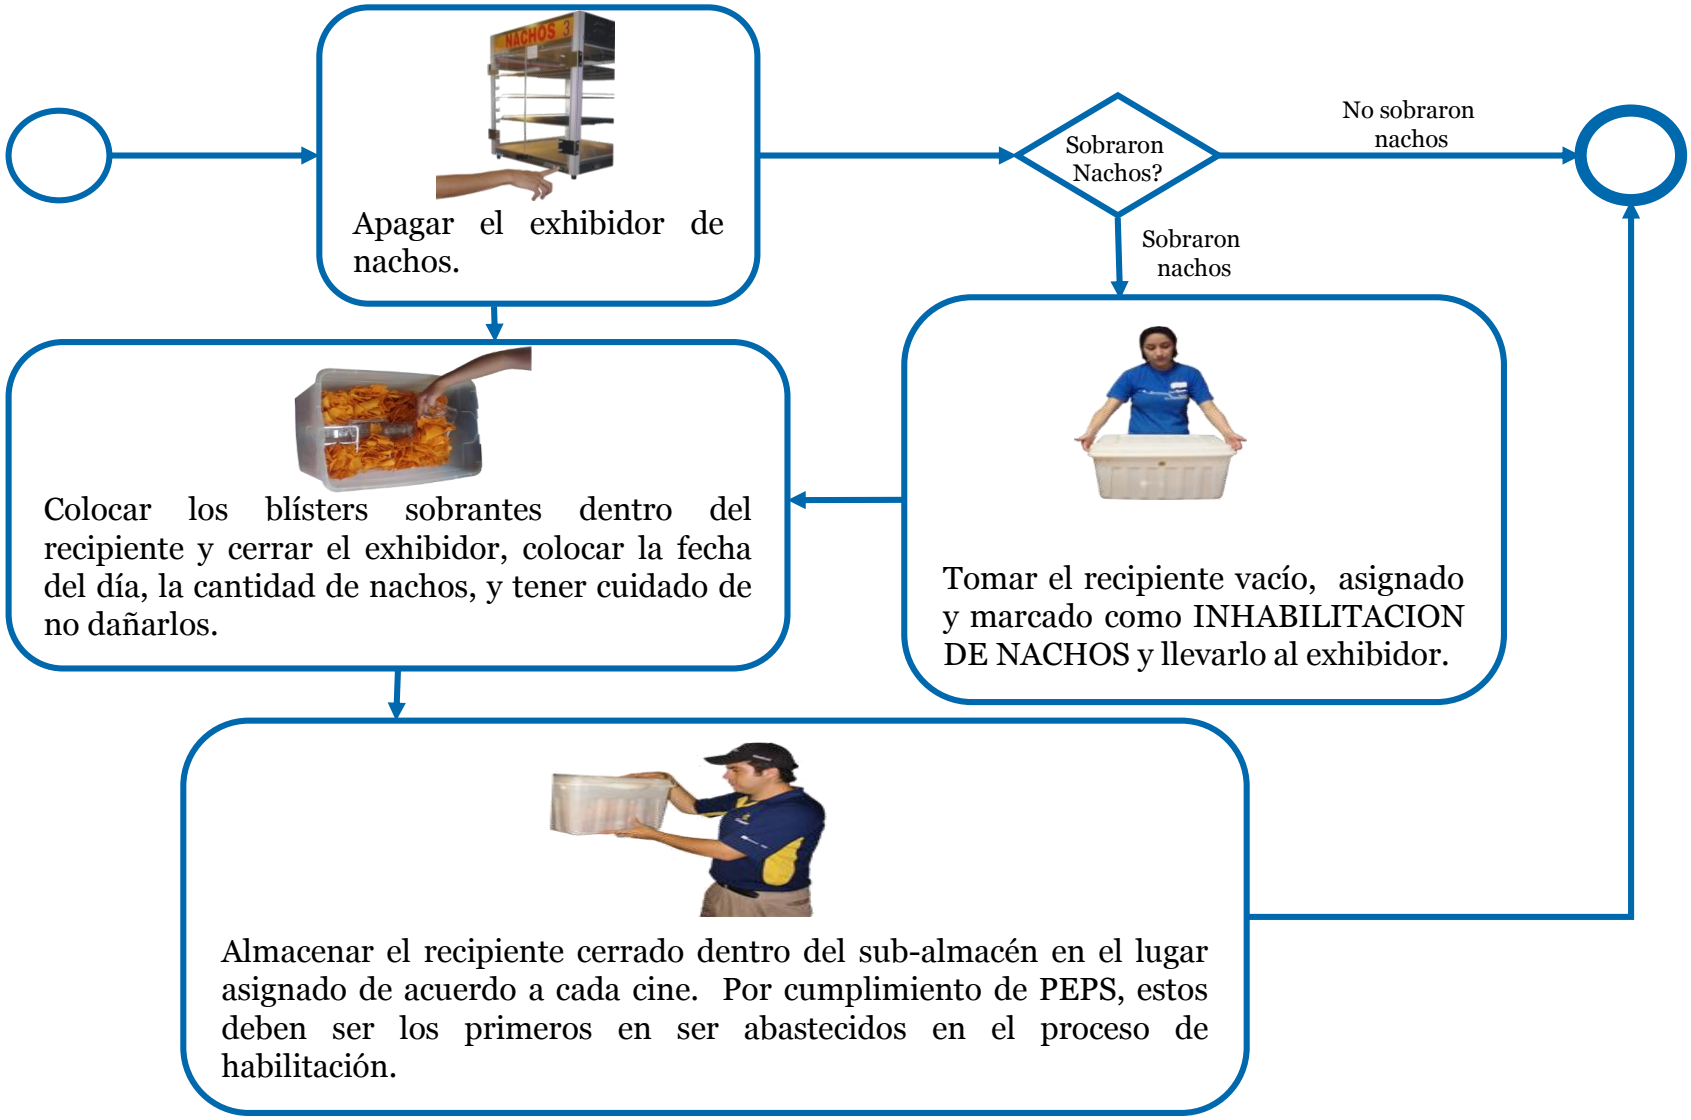 NACHOS 3
Apagar el exhibidor de
nachos.
Sobraron
Nachos?
No sobraron
nachos
Sobraron
nachos
Colocar los blísters sobrantes dentro del
recipiente y cerrar el exhibidor, colocar la fecha
del día, la cantidad de nachos, y tener cuidado de
no dañarlos.
Tomar el recipiente vacío, asignado
y marcado como INHABILITACION
DE NACHOS y llevarlo al exhibidor.
Almacenar el recipiente cerrado dentro del sub-almacén en el lugar
asignado de acuerdo a cada cine. Por cumplimiento de PEPS, estos
deben ser los primeros en ser abastecidos en el proceso de
habilitación.